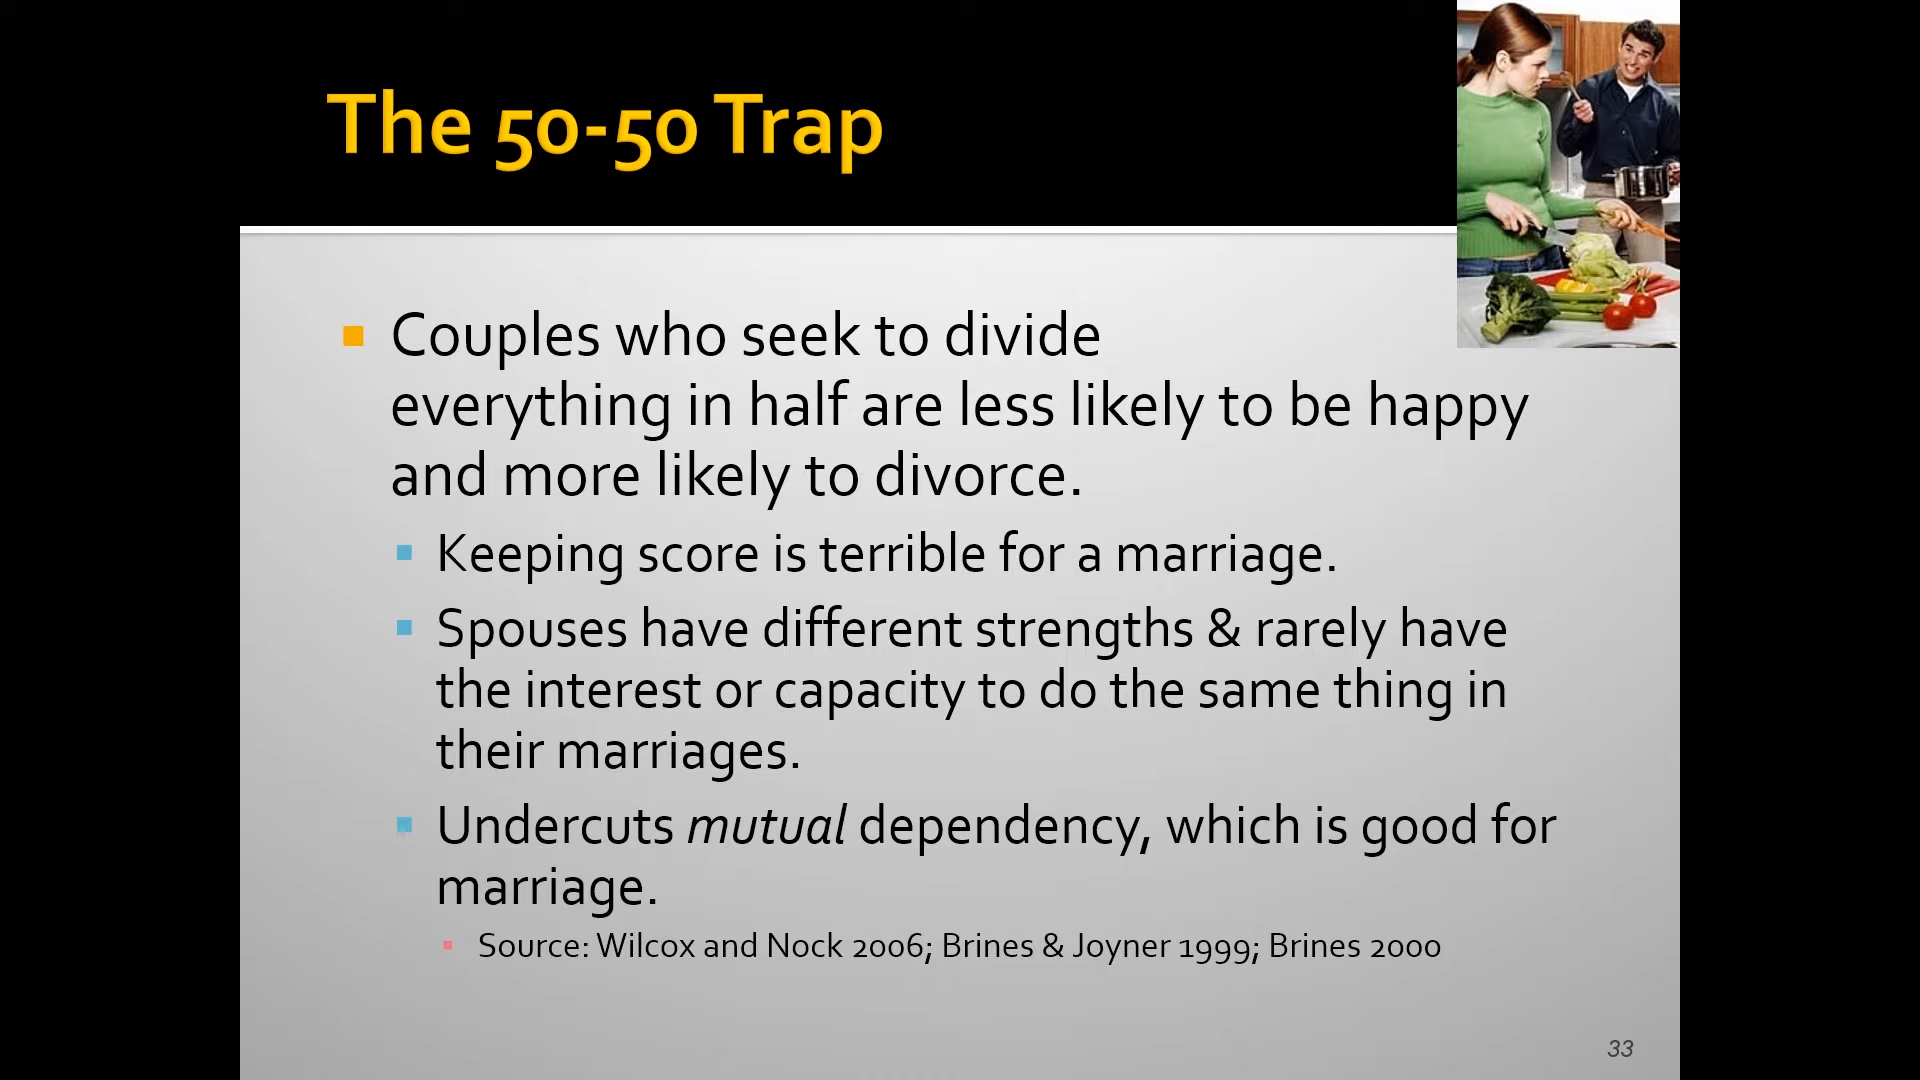 The 50-50 Trap
Couples who seek to divide
everything in half are less likely to be happy
and more likely to divorce.
Keeping score is terrible for a marriage.
Spouses have different strengths & rarely have
the interest or capacity to do the same thing in
their marriages.
Undercuts mutual dependency, which is good for
marriage.
Source: Wilcox and Nock 2006; Brines & Joyner 1999; Brines 2000
33